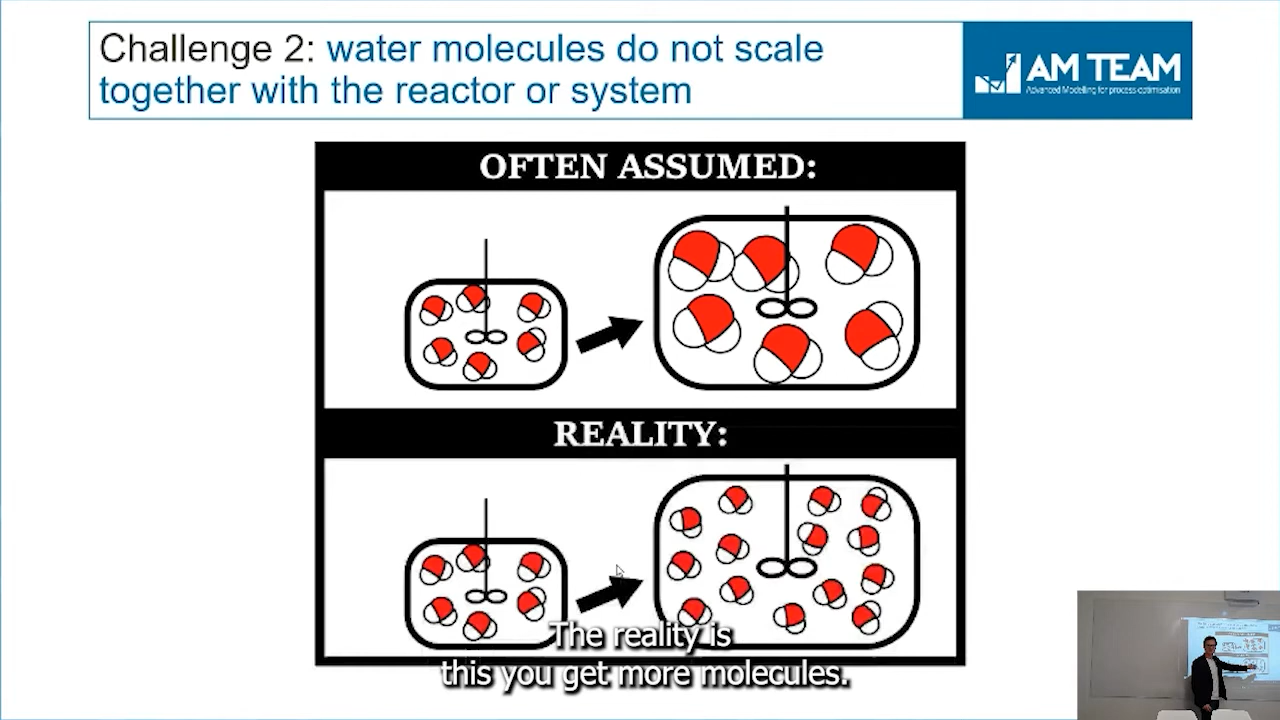 Challenge 2: water molecules do not scale
together with the reactor or system
AM TEAM
Advanced Modelling for process optimisation
OFTEN ASSUMED:
REALITY:
The reality is
this you get more molecules.